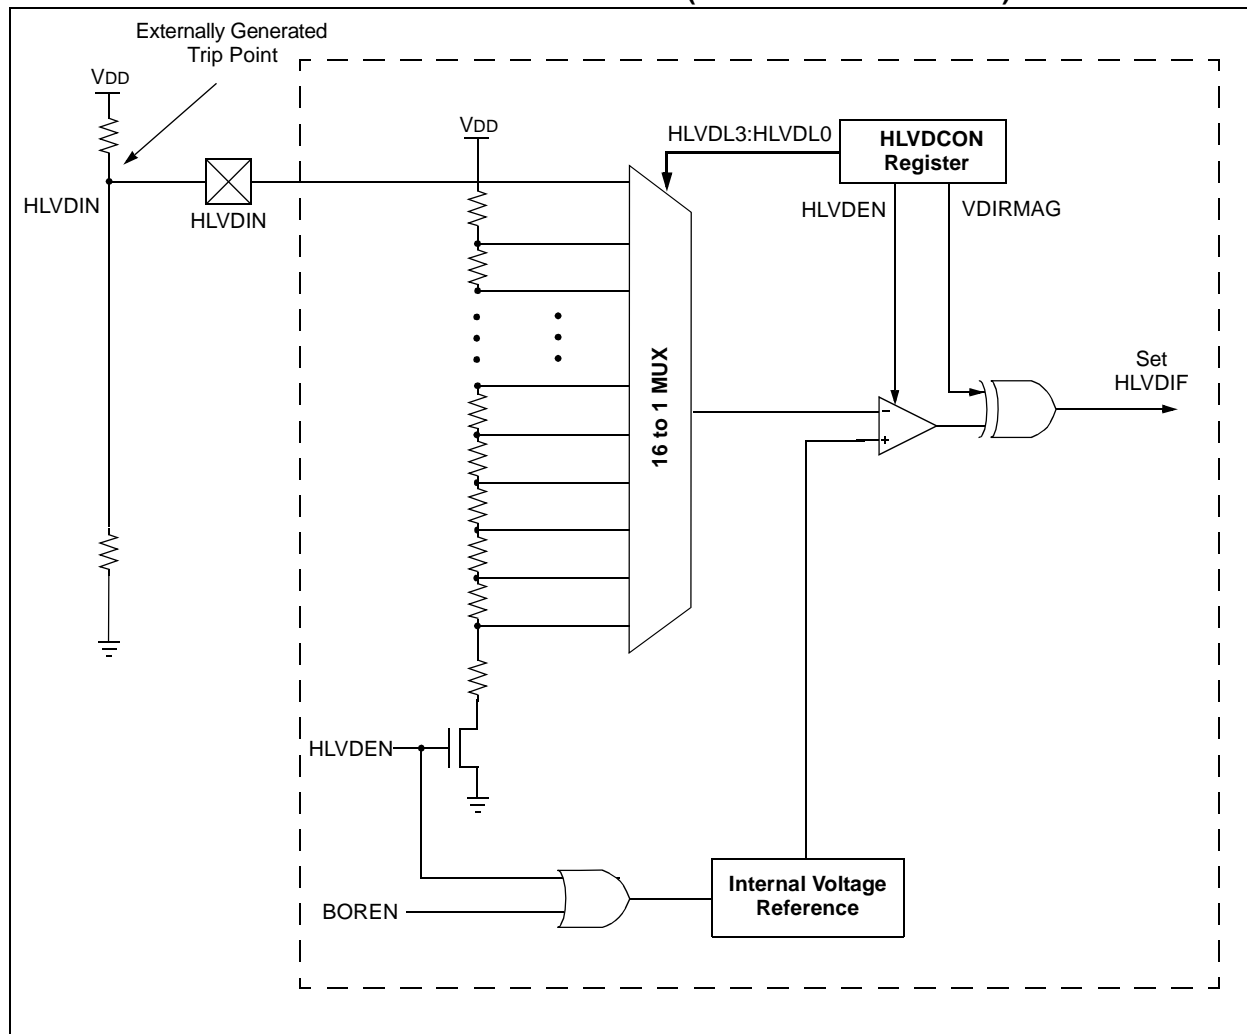 Externally Generated
Trip Point
VDD
VDD
HLVDL3:HLVDL0
HLVDCON
Register
HLVDIN
HLVDIN
HLVDEN
VDIRMAG
16 to 1 MUX
Set
HLVDIF
-
+
HLVDEN
BOREN
Internal Voltage
Reference